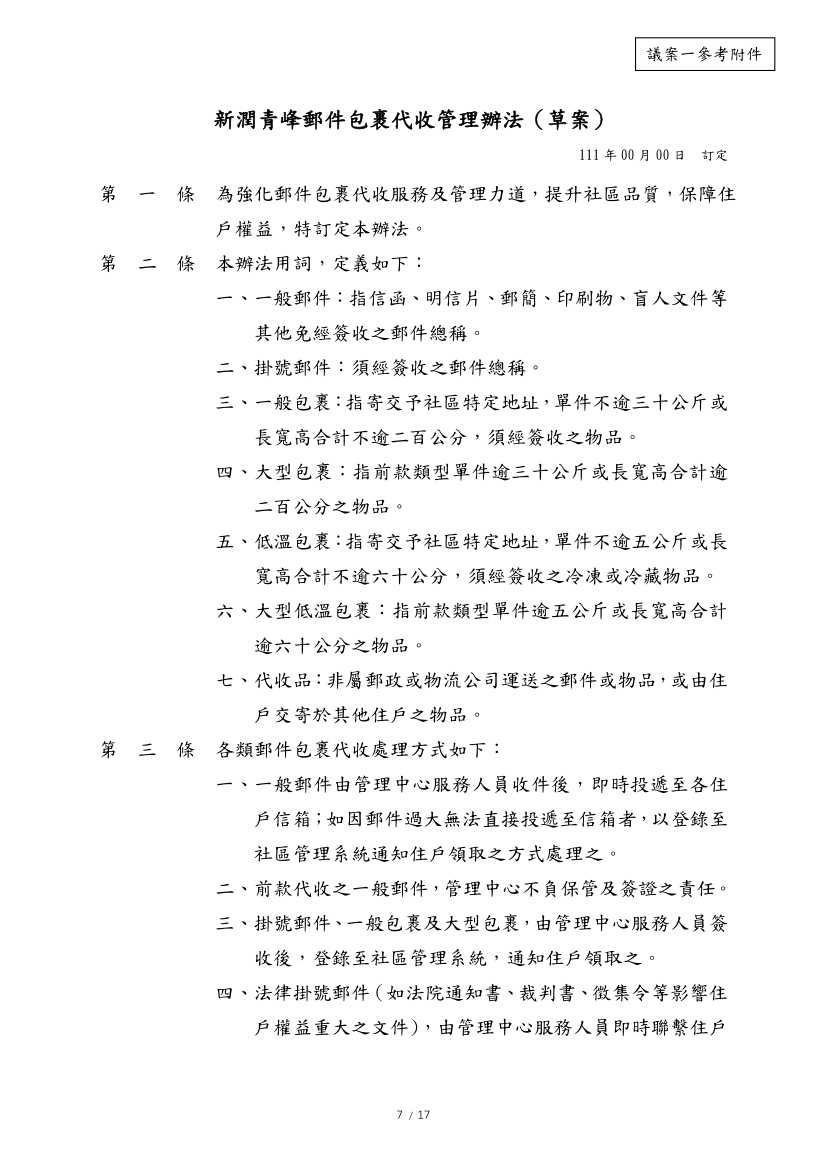 議案一參考附件
新潤青峰郵件包裹代收管理辦法（草案）
111 年 00 月 00 日　訂定
第　一　條　為強化郵件包裹代收服務及管理力道，提升社區品質，保障住
戶權益，特訂定本辦法。
第　二　條　本辦法用詞，定義如下：
一、一般郵件：指信函、明信片、郵簡、印刷物、盲人文件等
其他免經簽收之郵件總稱。
二、掛號郵件：須經簽收之郵件總稱。
三、一般包裹：指寄交予社區特定地址，單件不逾三十公斤或
長寬高合計不逾二百公分，須經簽收之物品。
四、大型包裹：指前款類型單件逾三十公斤或長寬高合計逾
二百公分之物品。
五、低溫包裹：指寄交予社區特定地址，單件不逾五公斤或長
寬高合計不逾六十公分，須經簽收之冷凍或冷藏物品。
六、大型低溫包裹：指前款類型單件逾五公斤或長寬高合計
逾六十公分之物品。
七、代收品：非屬郵政或物流公司運送之郵件或物品，或由住
戶交寄於其他住戶之物品。
第　三　條　各類郵件包裹代收處理方式如下：
一、一般郵件由管理中心服務人員收件後，即時投遞至各住
戶信箱；如因郵件過大無法直接投遞至信箱者，以登錄至
社區管理系統通知住戶領取之方式處理之。
二、前款代收之一般郵件，管理中心不負保管及簽證之責任。
三、掛號郵件、一般包裹及大型包裹，由管理中心服務人員簽
收後，登錄至社區管理系統，通知住戶領取之。
四、法律掛號郵件（如法院通知書、裁判書、徵集令等影響住
戶權益重大之文件），由管理中心服務人員即時聯繫住戶
7 / 17